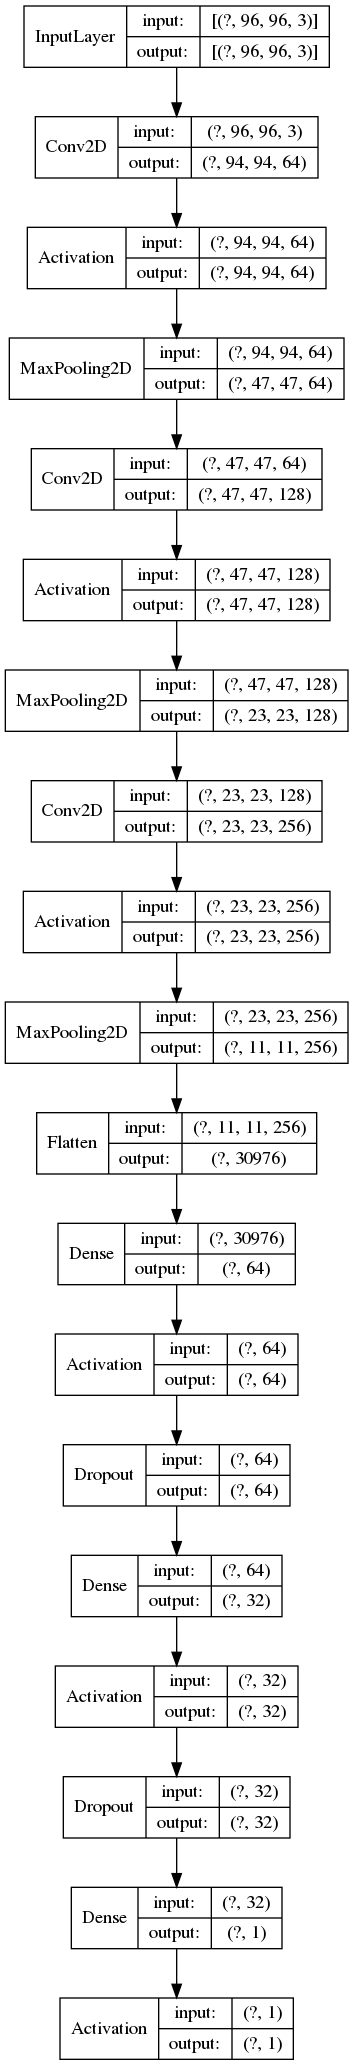 InputLayer input: [(?, 96, 96, 3)]
output: [(?, 96, 96, 3)]
Conv2D input: (?, 96, 96, 3)
output: (?, 94, 94, 64)
Activation input: (?, 94, 94, 64)
output: (?, 94, 94, 64)
MaxPooling2D input: (?, 94, 94, 64)
output: (?, 47, 47, 64)
Conv2D input: (?, 47, 47, 64)
output: (?, 47, 47, 128)
Activation input: (?, 47, 47, 128)
output: (?, 47, 47, 128)
MaxPooling2D input: (?, 47, 47, 128)
output: (?, 23, 23, 128)
Conv2D input: (?, 23, 23, 128)
output: (?, 23, 23, 256)
Activation input: (?, 23, 23, 256)
output: (?, 23, 23, 256)
MaxPooling2D input: (?, 23, 23, 256)
output: (?, 11, 11, 256)
Flatten input: (?, 11, 11, 256)
output: (?, 30976)
Dense input: (?, 30976)
output: (?, 64)
Activation input: (?, 64)
output: (?, 64)
Dropout input: (?, 64)
output: (?, 64)
Dense input: (?, 64)
output: (?, 32)
Activation input: (?, 32)
output: (?, 32)
Dropout input: (?, 32)
output: (?, 32)
Dense input: (?, 32)
output: (?, 1)
Activation input: (?, 1)
output: (?, 1)